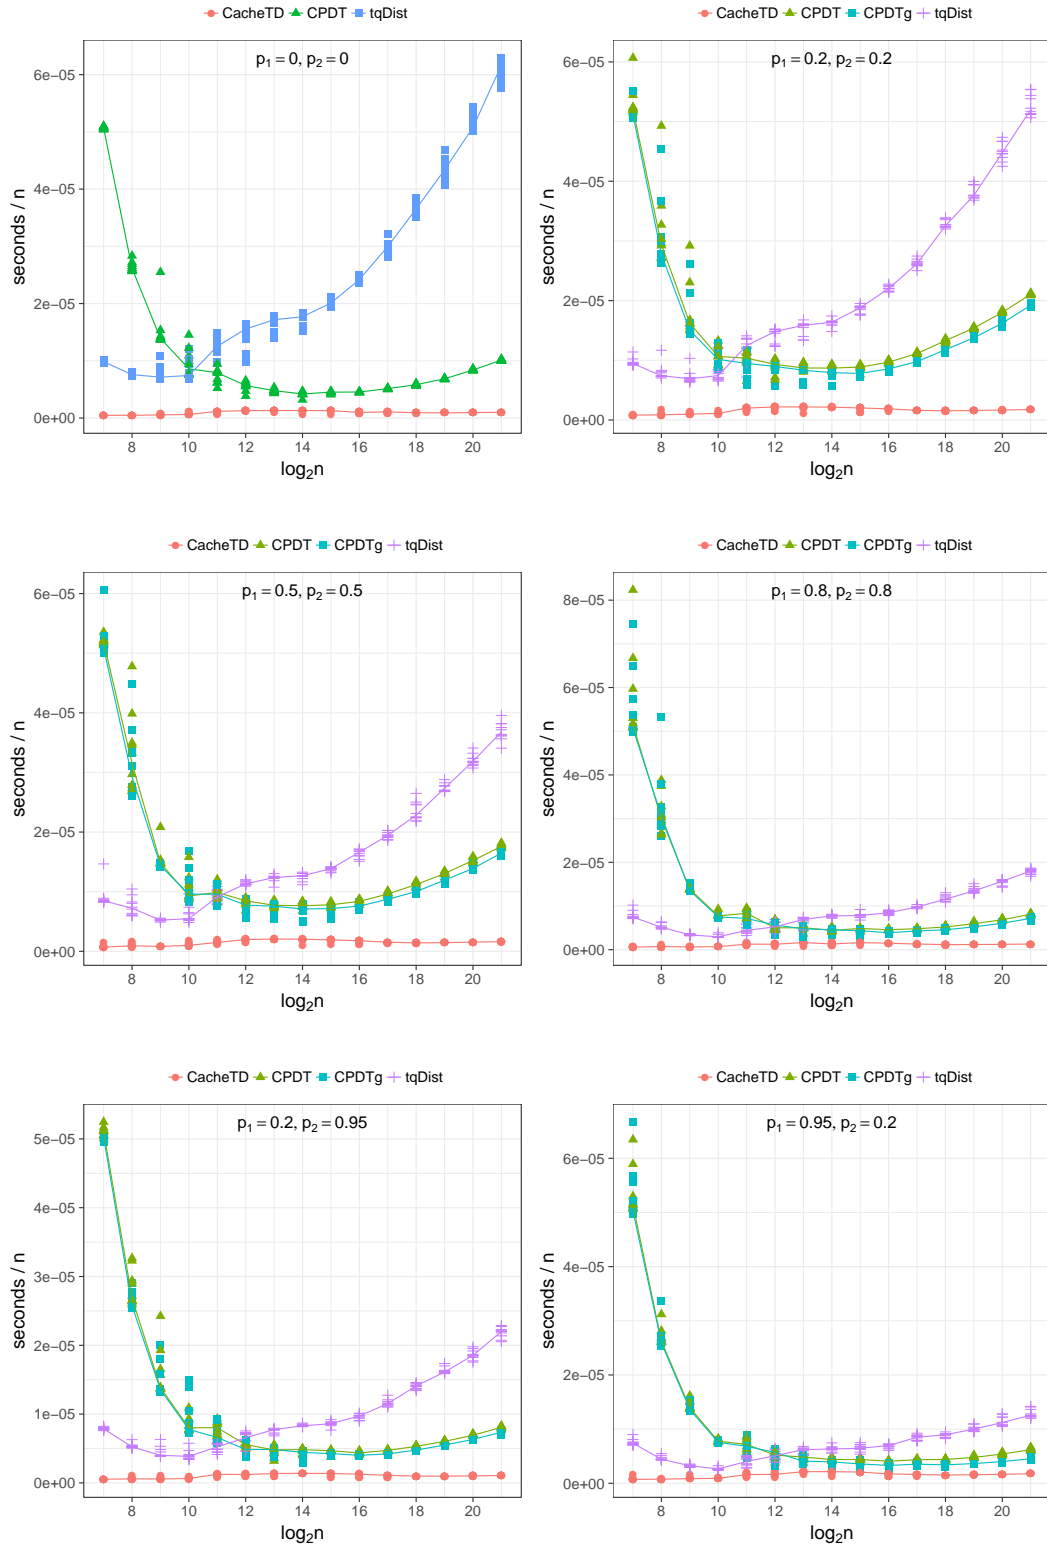 CacheTD CPDT tqDist
p₁ = 0, p₂ = 0
seconds / n
6e−05
4e−05
2e−05
0e+00
8 10 12 14 16 18 20
log₂n
CacheTD CPDT CPDTg tqDist
p₁ = 0.2, p₂ = 0.2
seconds / n
6e−05
4e−05
2e−05
0e+00
8 10 12 14 16 18 20
log₂n
CacheTD CPDT CPDTg tqDist
p₁ = 0.5, p₂ = 0.5
seconds / n
6e−05
4e−05
2e−05
0e+00
8 10 12 14 16 18 20
log₂n
CacheTD CPDT CPDTg tqDist
p₁ = 0.8, p₂ = 0.8
seconds / n
8e−05
6e−05
4e−05
2e−05
0e+00
8 10 12 14 16 18 20
log₂n
CacheTD CPDT CPDTg tqDist
p₁ = 0.2, p₂ = 0.95
seconds / n
5e−05
4e−05
3e−05
2e−05
1e−05
0e+00
8 10 12 14 16 18 20
log₂n
CacheTD CPDT CPDTg tqDist
p₁ = 0.95, p₂ = 0.2
seconds / n
6e−05
4e−05
2e−05
0e+00
8 10 12 14 16 18 20
log₂n